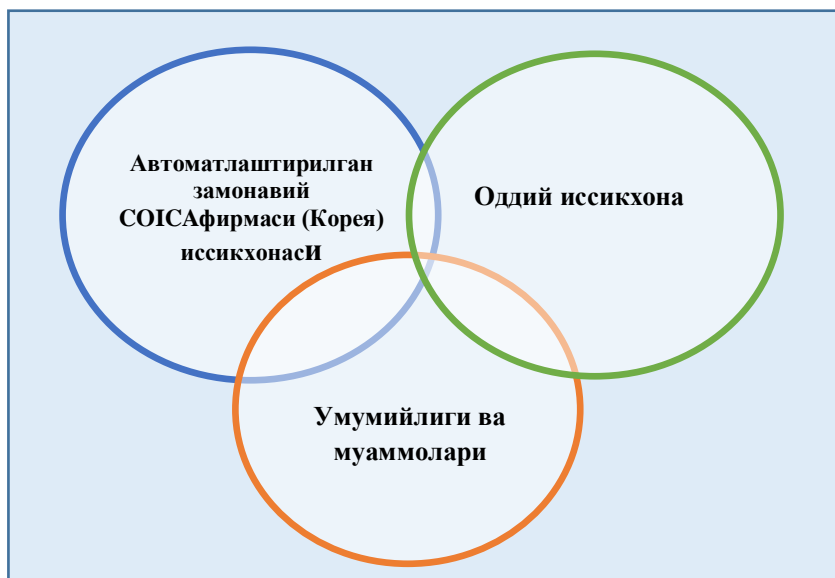 Автоматлаштирилган
замонавий
COICAфирмаси (Корея)
иссикхонаси
Оддий иссикхона
Умумийлиги ва
муаммолари